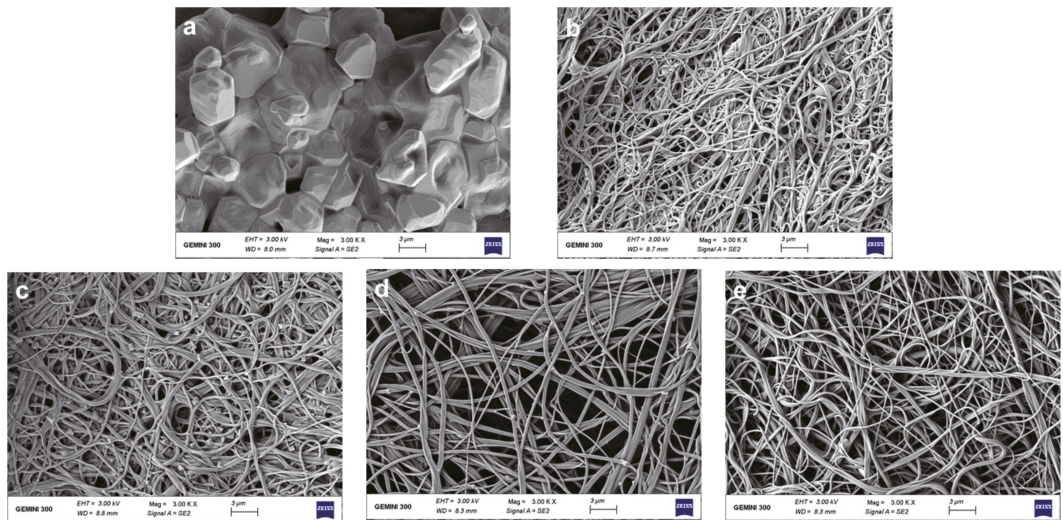 a
EHT = 3.00 kV Mag = 3.00 K X 3 µm
GEMINI 300 WD = 8.0 mm Signal A = SE2 ZEISS
b
EHT = 3.00 kV Mag = 3.00 K X 3 µm
GEMINI 300 WD = 8.7 mm Signal A = SE2 ZEISS
c
EHT = 3.00 kV Mag = 3.00 K X 3 µm
GEMINI 300 WD = 8.8 mm Signal A = SE2 ZEISS
d
EHT = 3.00 kV Mag = 3.00 K X 3 µm
GEMINI 300 WD = 8.3 mm Signal A = SE2 ZEISS
e
EHT = 3.00 kV Mag = 3.00 K X 3 µm
GEMINI 300 WD = 8.3 mm Signal A = SE2 ZEISS